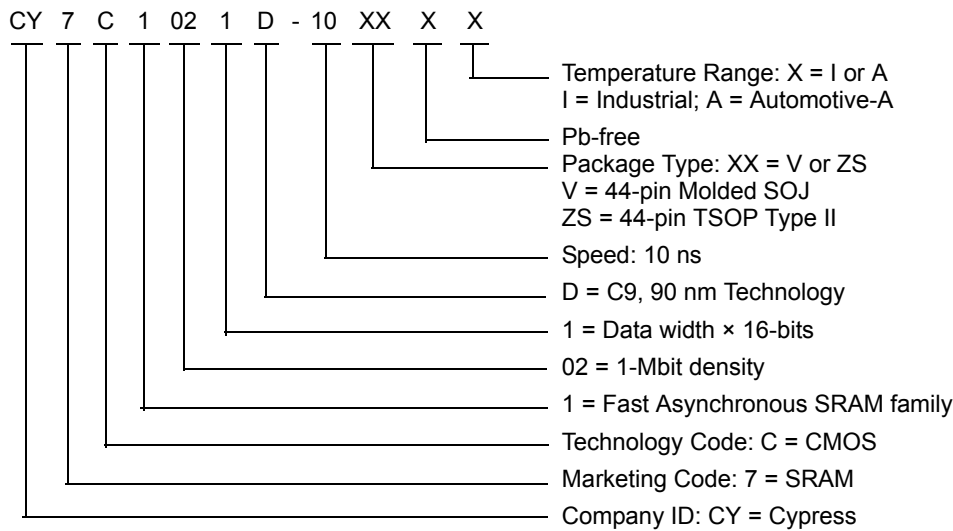 CY 7 C 1 02 1 D - 10 XX X X
Temperature Range: X = I or A
I = Industrial; A = Automotive-A
Pb-free
Package Type: XX = V or ZS
V = 44-pin Molded SOJ
ZS = 44-pin TSOP Type II
Speed: 10 ns
D = C9, 90 nm Technology
1 = Data width × 16-bits
02 = 1-Mbit density
1 = Fast Asynchronous SRAM family
Technology Code: C = CMOS
Marketing Code: 7 = SRAM
Company ID: CY = Cypress